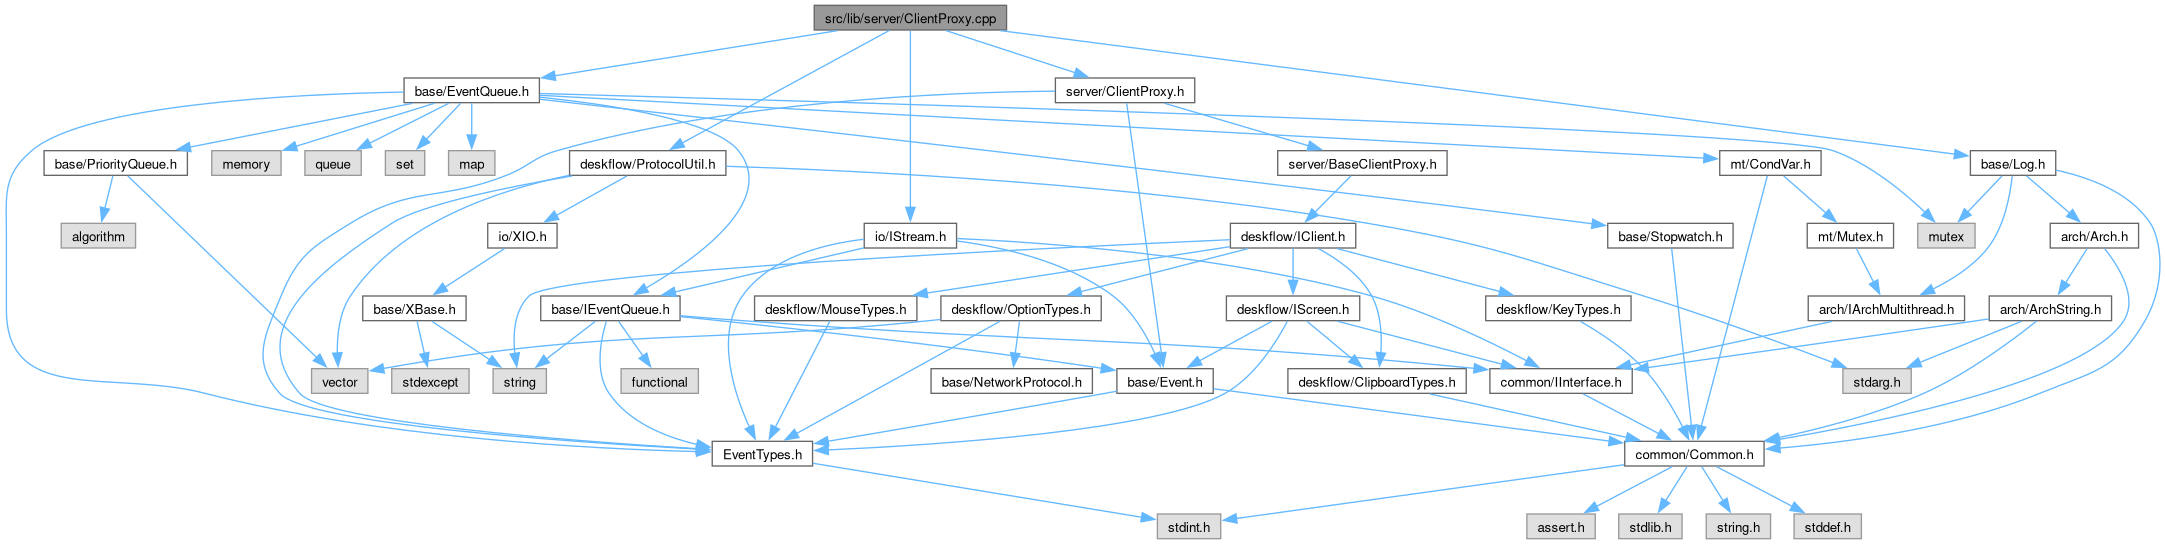 src/lib/server/ClientProxy.cpp
base/EventQueue.h
server/ClientProxy.h
base/PriorityQueue.h
memory
queue
set
map
deskflow/ProtocolUtil.h
server/BaseClientProxy.h
mt/CondVar.h
base/Log.h
algorithm
io/XIO.h
io/IStream.h
deskflow/IClient.h
base/Stopwatch.h
mt/Mutex.h
mutex
arch/Arch.h
base/XBase.h
base/IEventQueue.h
deskflow/MouseTypes.h
deskflow/OptionTypes.h
deskflow/IScreen.h
deskflow/KeyTypes.h
arch/IArchMultithread.h
arch/ArchString.h
vector
stdexcept
string
functional
base/NetworkProtocol.h
base/Event.h
deskflow/ClipboardTypes.h
common/IInterface.h
stdarg.h
EventTypes.h
common/Common.h
stdint.h
assert.h
stdlib.h
string.h
stddef.h